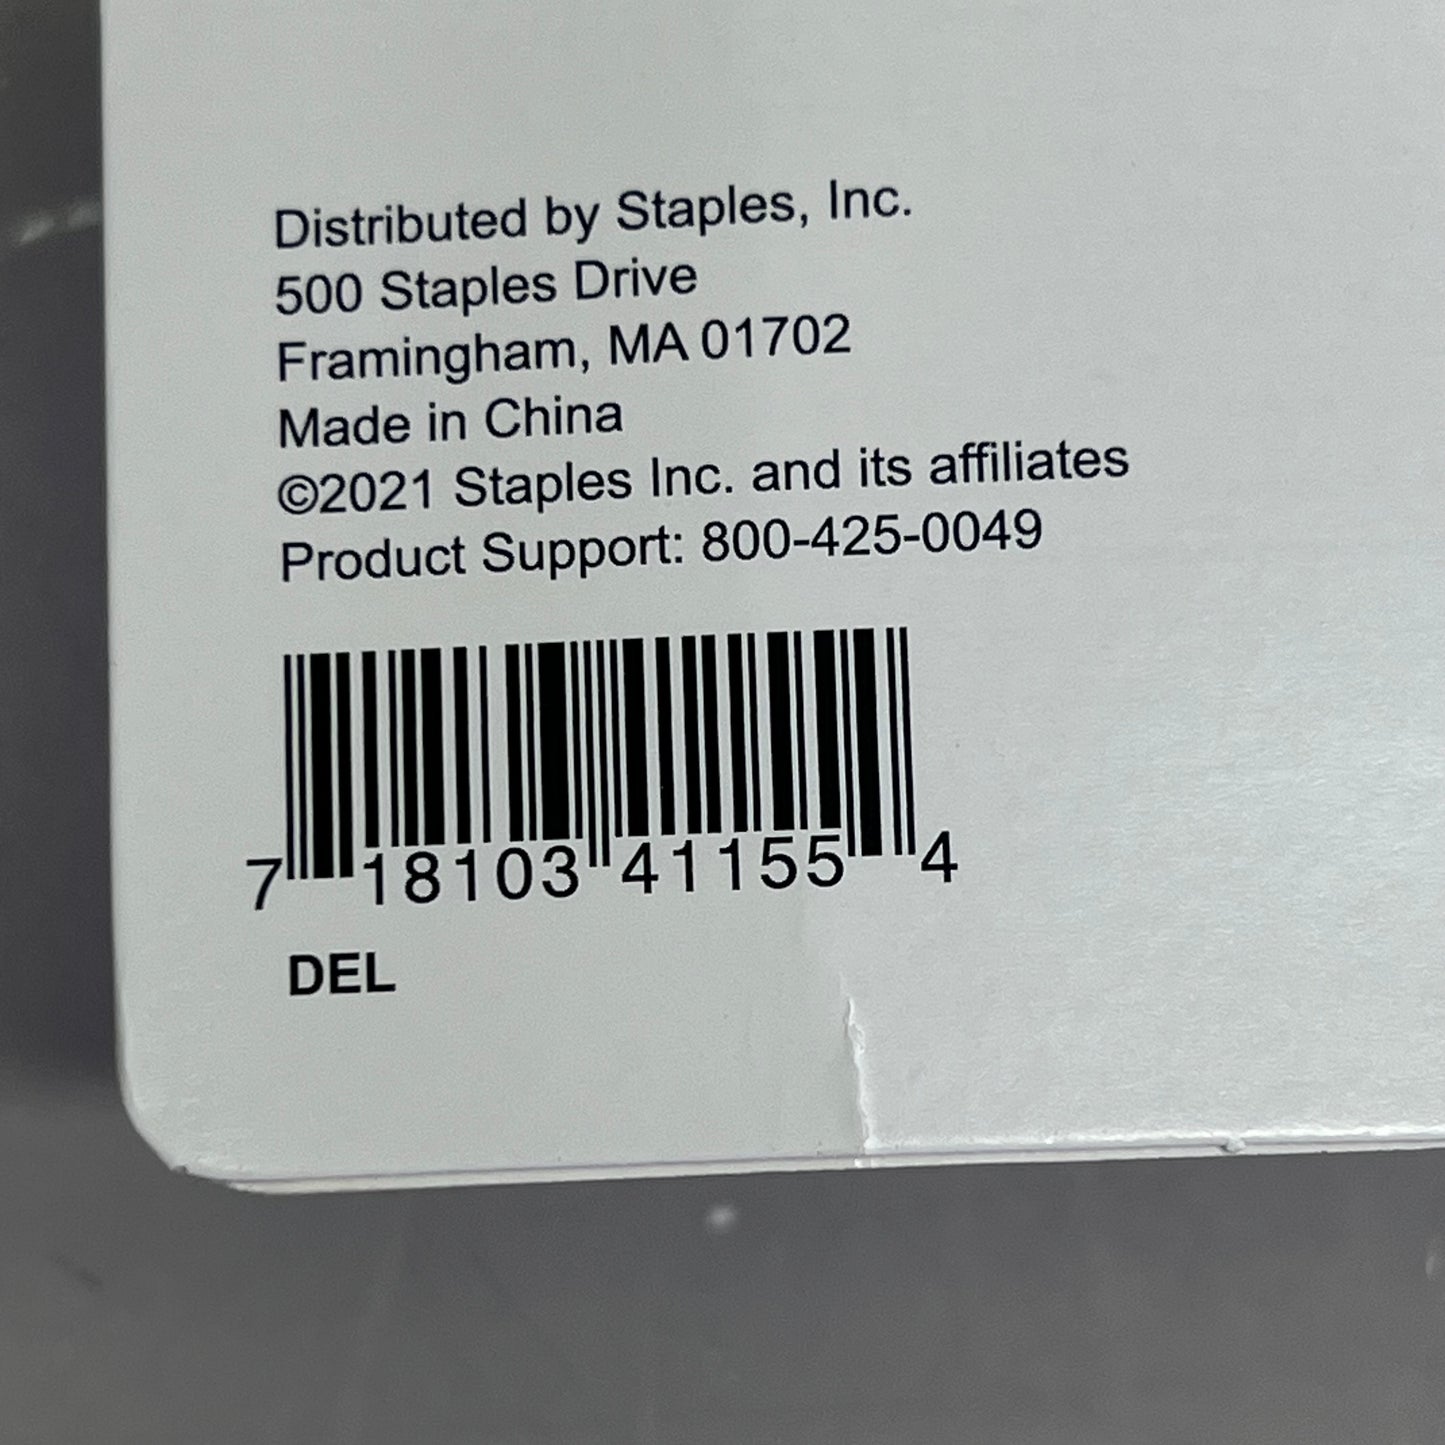 Distributed by Staples, Inc.
500 Staples Drive
Framingham, MA 01702
Made in China
©2021 Staples Inc. and its affiliates
Product Support: 800-425-0049
7 18103 41155 4
DEL